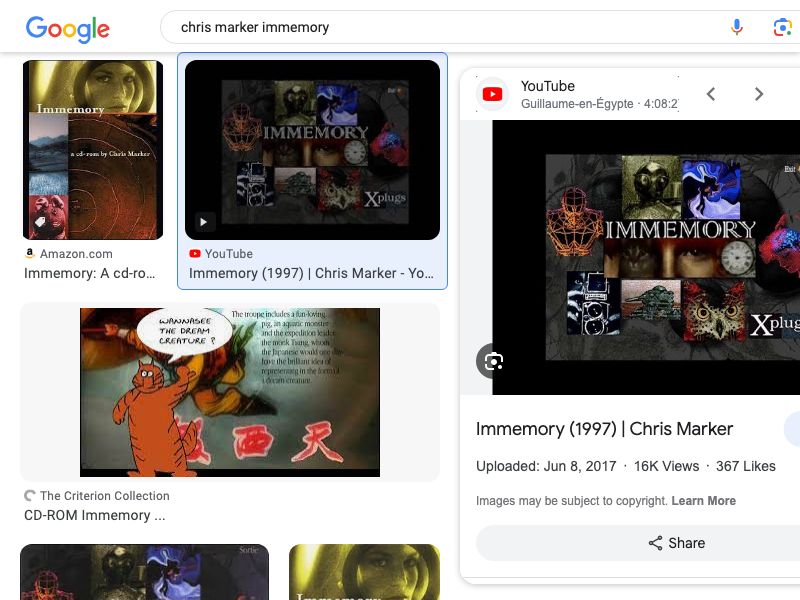 Google
chris marker immemory
Immemory
a cd-rom by Chris Marker
Exit
IMMEMORY
Xplugs
Amazon.com
Immemory: A cd-ro...
YouTube
Immemory (1997) | Chris Marker - Yo...
WANNASEE
THE DREAM
CREATURE ?
The troupe includes a fun-loving
pig, an aquatic monster
and the expedition leader,
the monk Tsang, whom
the Japanese would one day
have the brilliant idea of
representing in the form of
a dream creature.
西天
The Criterion Collection
CD-ROM Immemory ...
Sortie
Immemory
YouTube
Guillaume-en-Égypte · 4:08:2
Exit
IMMEMORY
Xplug
Immemory (1997) | Chris Marker
Uploaded: Jun 8, 2017 · 16K Views · 367 Likes
Images may be subject to copyright. Learn More
Share